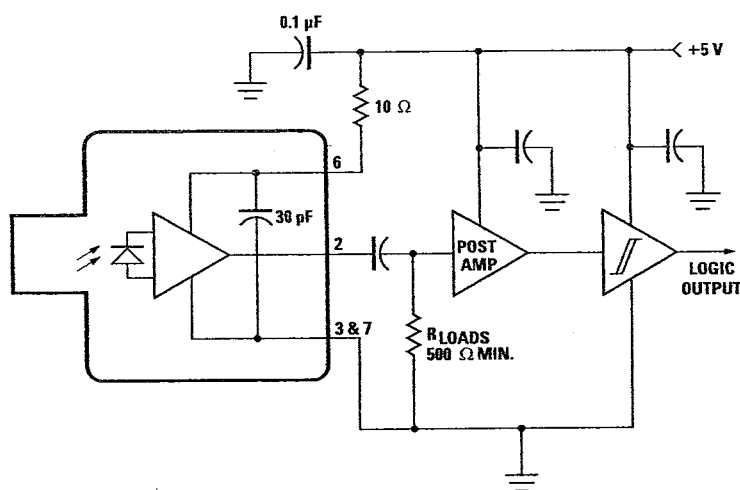 0.1 µF
+5 V
10 Ω
6
30 pF
2
POST
AMP
LOGIC
OUTPUT
3 & 7
RLOADS
500 Ω MIN.